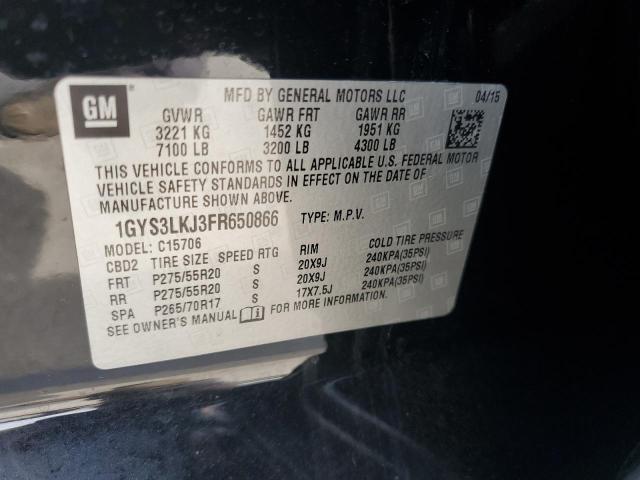 GM
MFD BY GENERAL MOTORS LLC 04/15
GVWR GAWR FRT GAWR RR
3221 KG 1452 KG 1951 KG
7100 LB 3200 LB 4300 LB
THIS VEHICLE CONFORMS TO ALL APPLICABLE U.S. FEDERAL MOTOR
VEHICLE SAFETY STANDARDS IN EFFECT ON THE DATE OF
MANUFACTURE SHOWN ABOVE.
1GYS3LKJ3FR650866 TYPE: M.P.V.
MODEL: C15706
CBD2 TIRE SIZE SPEED RTG RIM COLD TIRE PRESSURE
FRT P275/55R20 S 20X9J 240KPA(35PSI)
RR P275/55R20 S 20X9J 240KPA(35PSI)
SPA P265/70R17 S 17X7.5J 240KPA(35PSI)
SEE OWNER'S MANUAL FOR MORE INFORMATION.